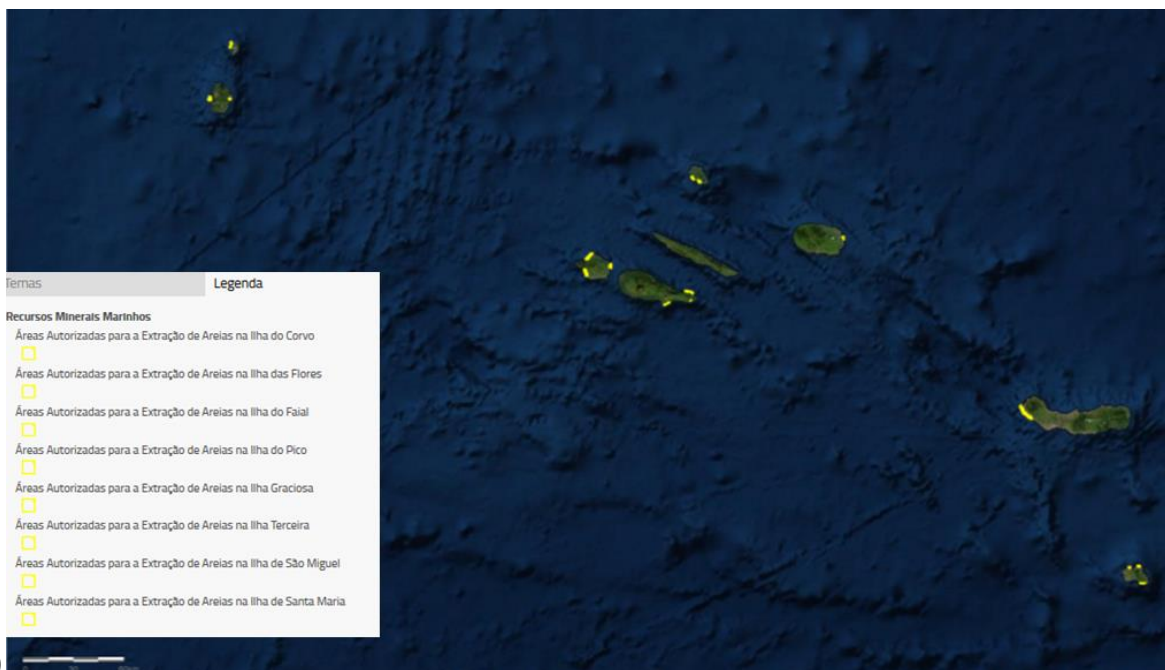 Temas
Legenda
Recursos Minerais Marinhos
Áreas Autorizadas para a Extração de Areias na Ilha do Corvo
Áreas Autorizadas para a Extração de Areias na Ilha das Flores
Áreas Autorizadas para a Extração de Areias na Ilha do Faial
Áreas Autorizadas para a Extração de Areias na Ilha do Pico
Áreas Autorizadas para a Extração de Areias na Ilha Graciosa
Áreas Autorizadas para a Extração de Areias na Ilha Terceira
Áreas Autorizadas para a Extração de Areias na Ilha de São Miguel
Áreas Autorizadas para a Extração de Areias na Ilha de Santa Maria